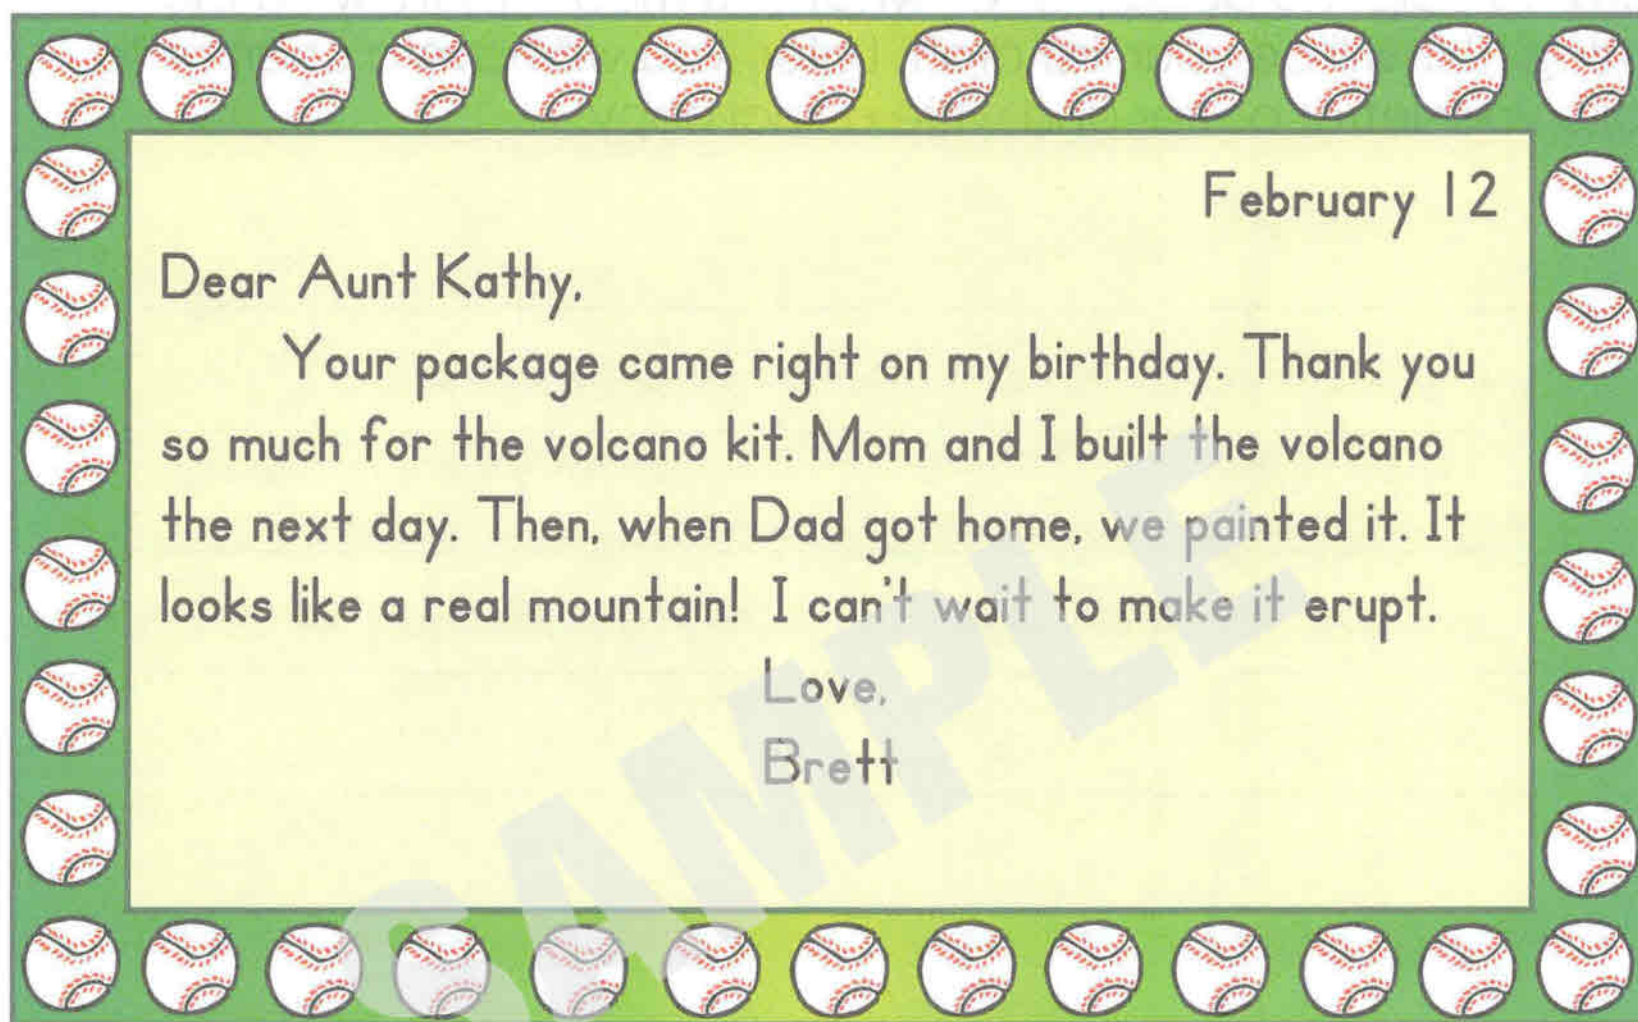 February 12
Dear Aunt Kathy,
Your package came right on my birthday. Thank you
so much for the volcano kit. Mom and I built the volcano
the next day. Then, when Dad got home, we painted it. It
looks like a real mountain! I can't wait to make it erupt.
Love,
Brett
SAMPLE